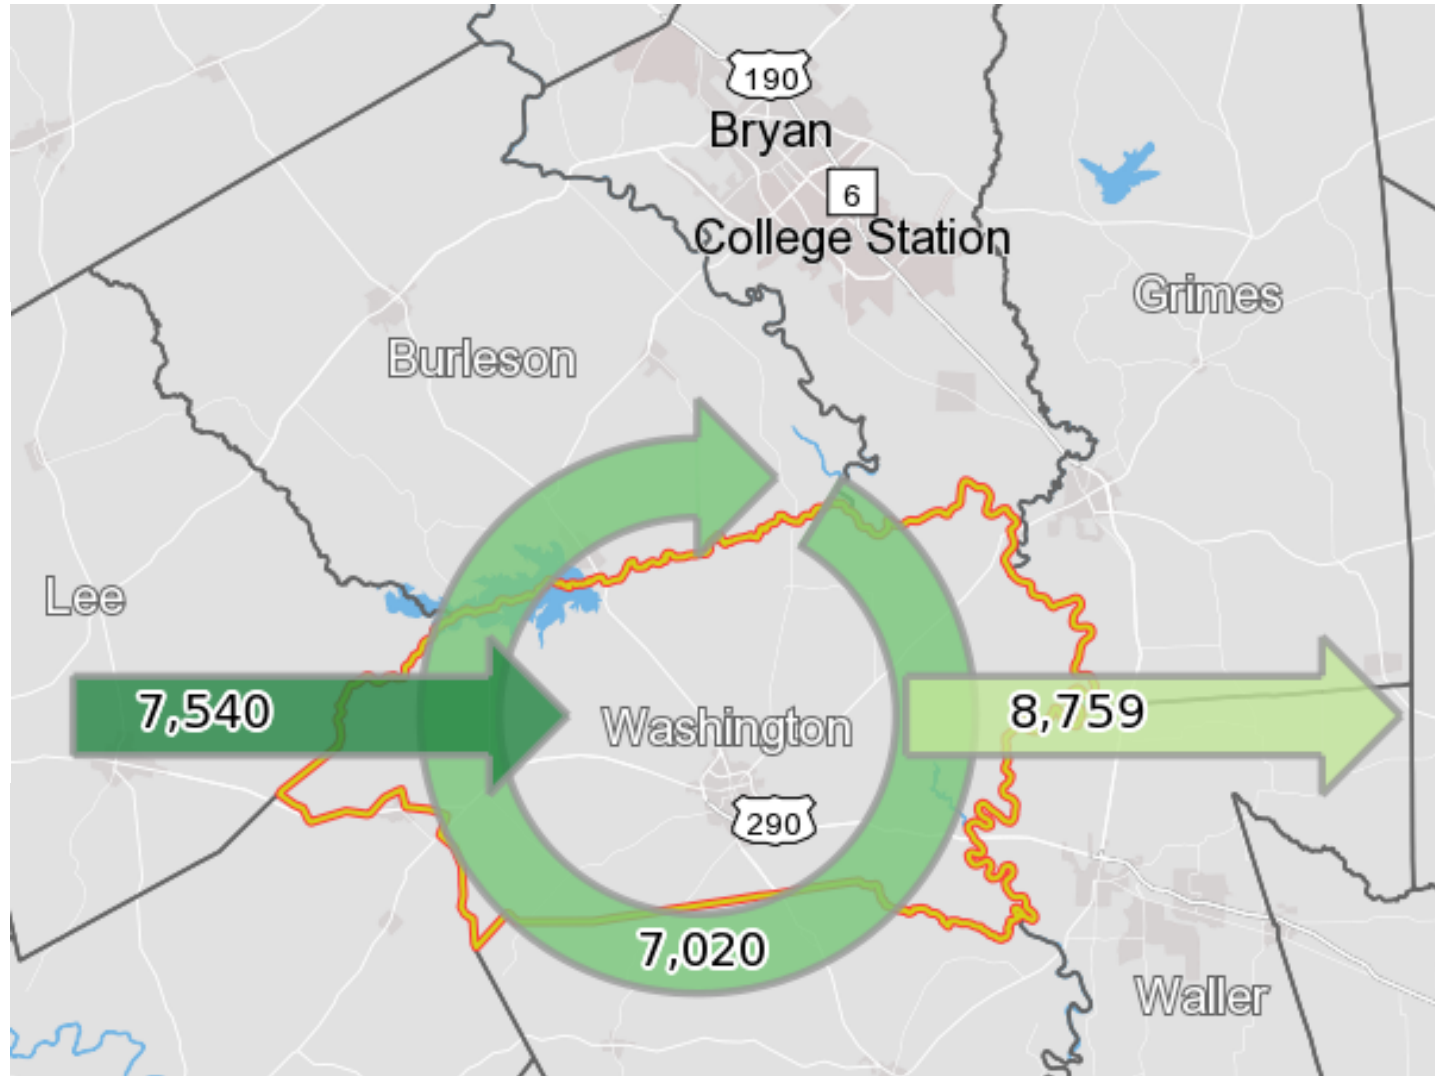 190
Bryan
6
College Station
Grimes
Burleson
Lee
7,540
Washington
8,759
290
7,020
Waller